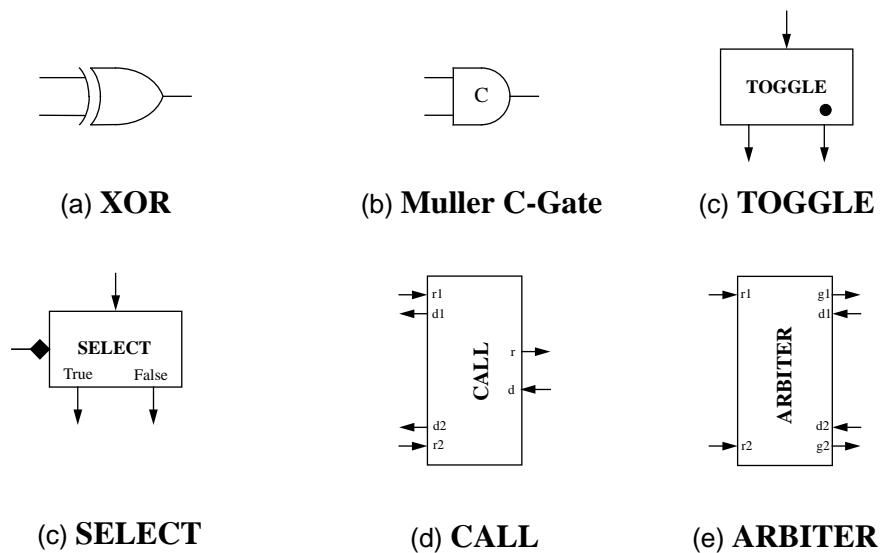 C
TOGGLE
(a) XOR
(b) Muller C-Gate
(c) TOGGLE
SELECT
True False
r1
d1
r
CALL
d
d2
r2
r1
g1
d1
ARBITER
d2
r2
g2
(c) SELECT
(d) CALL
(e) ARBITER